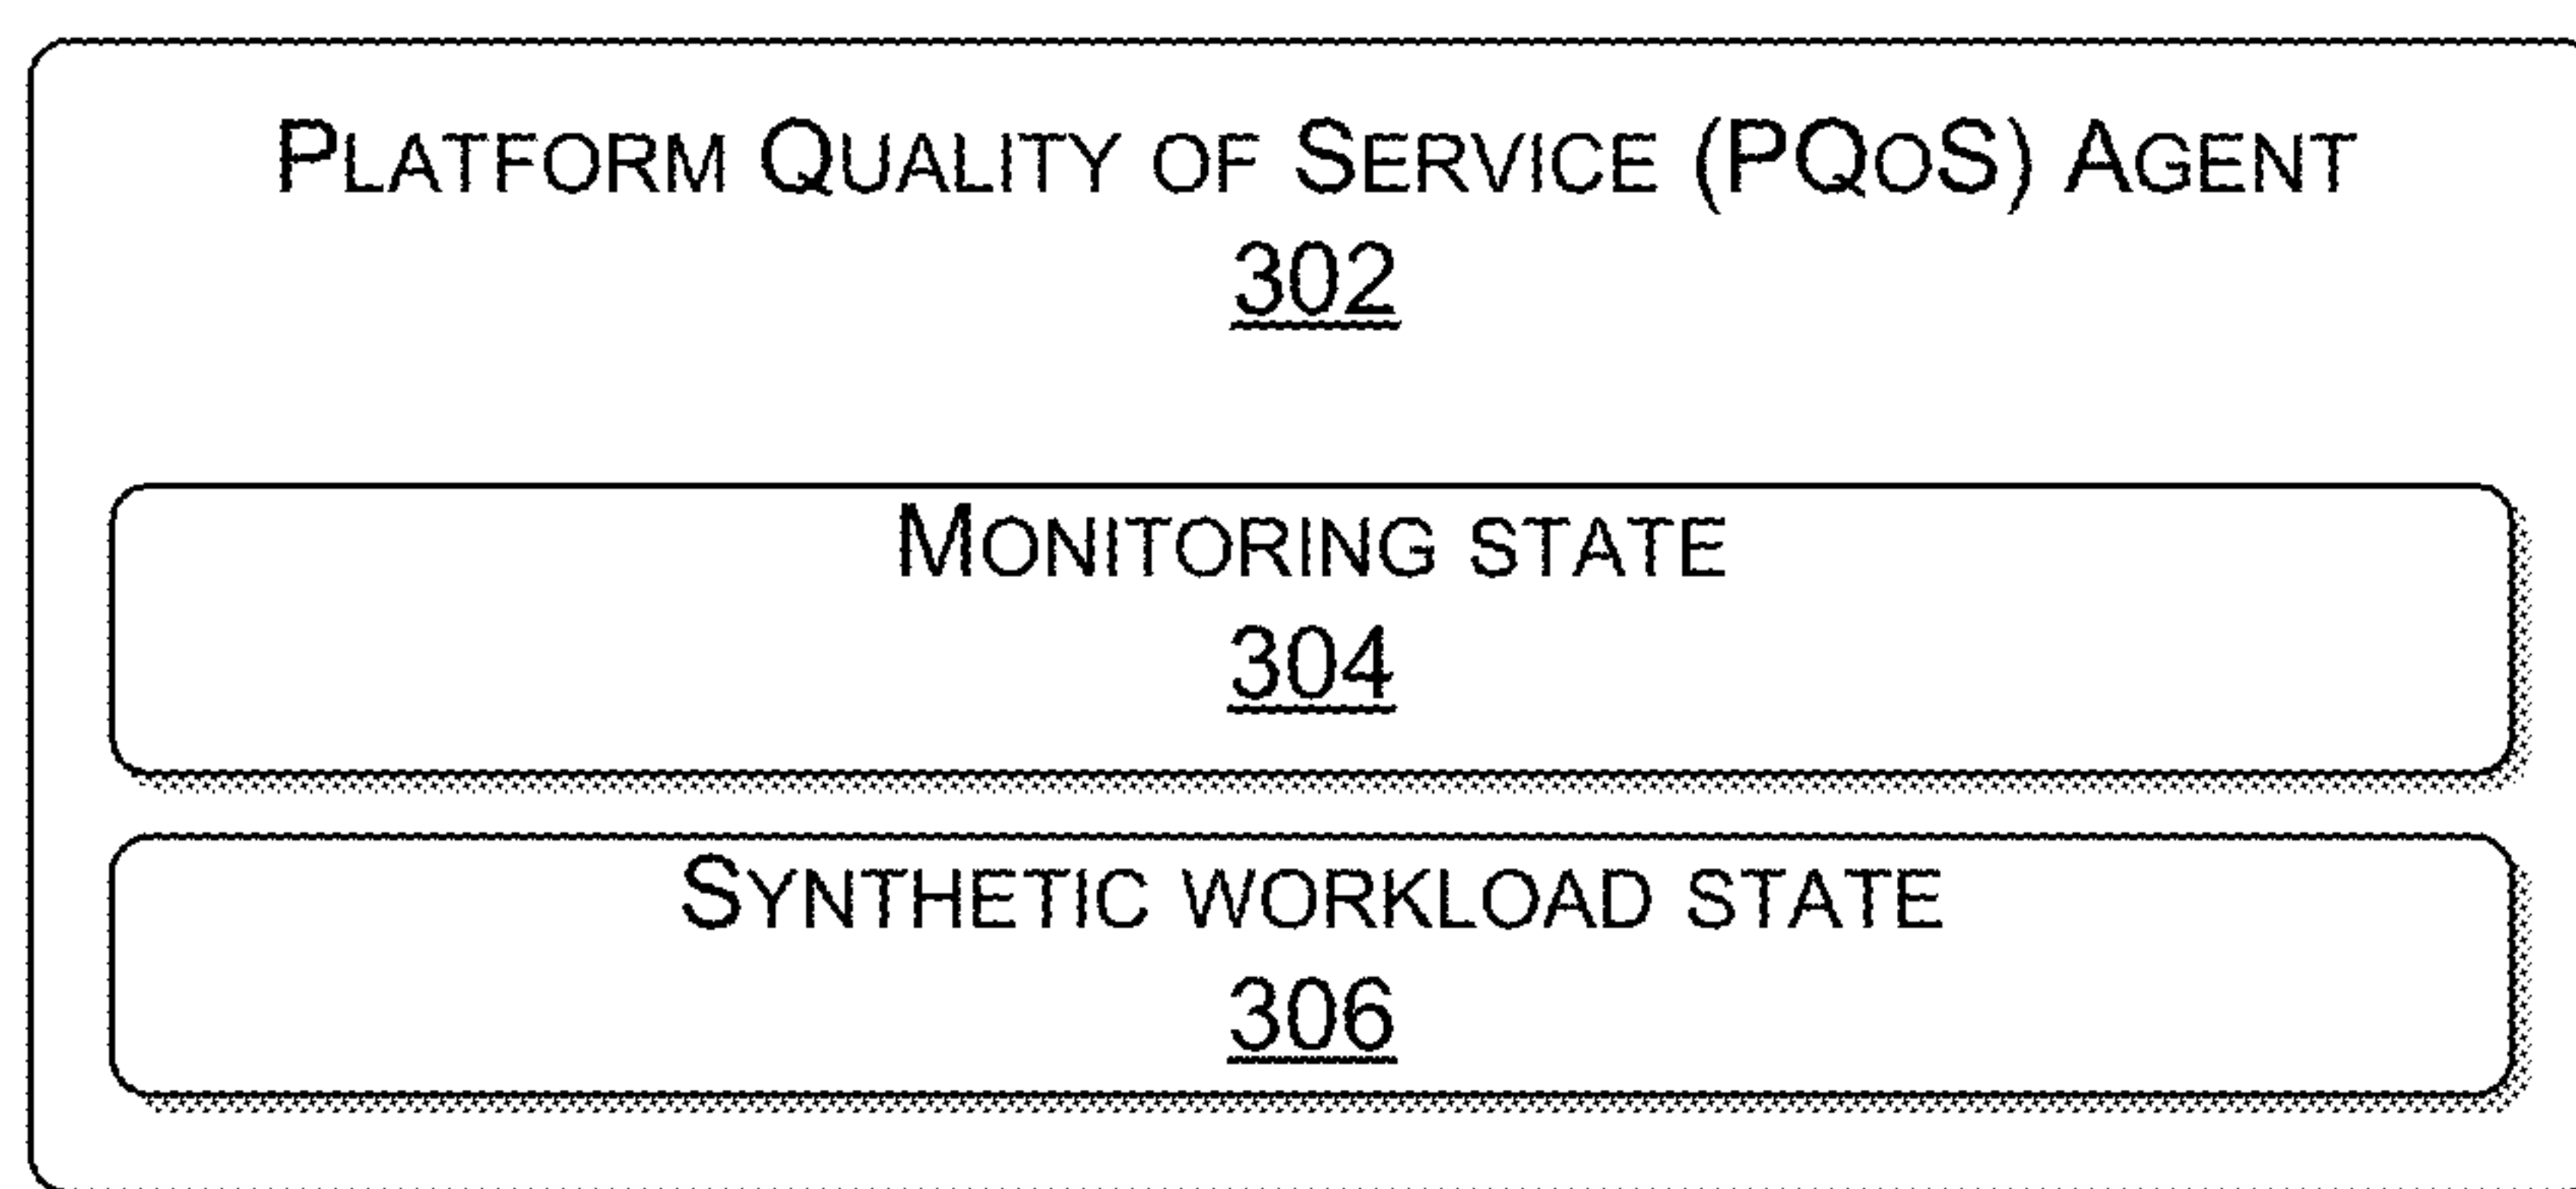 PLATFORM QUALITY OF SERVICE (PQOS) AGENT
302
MONITORING STATE
304
SYNTHETIC WORKLOAD STATE
306